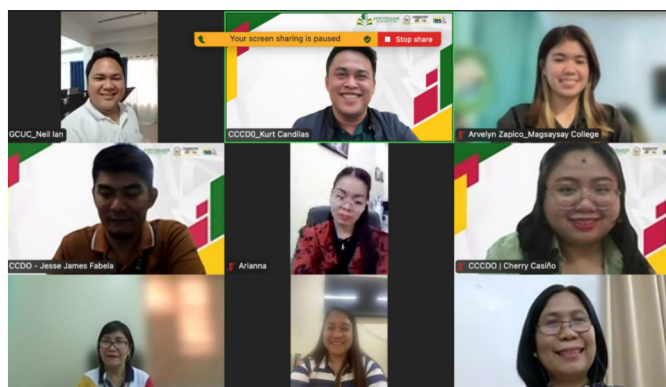 Your screen sharing is paused
Stop share
GCUC_Neil Ian
CCCDO_Kurt Candilas
Arvelyn Zapico_Magsaysay College
CCDO - Jesse James Fabela
Arianna
CCCDO | Cherry Casiño